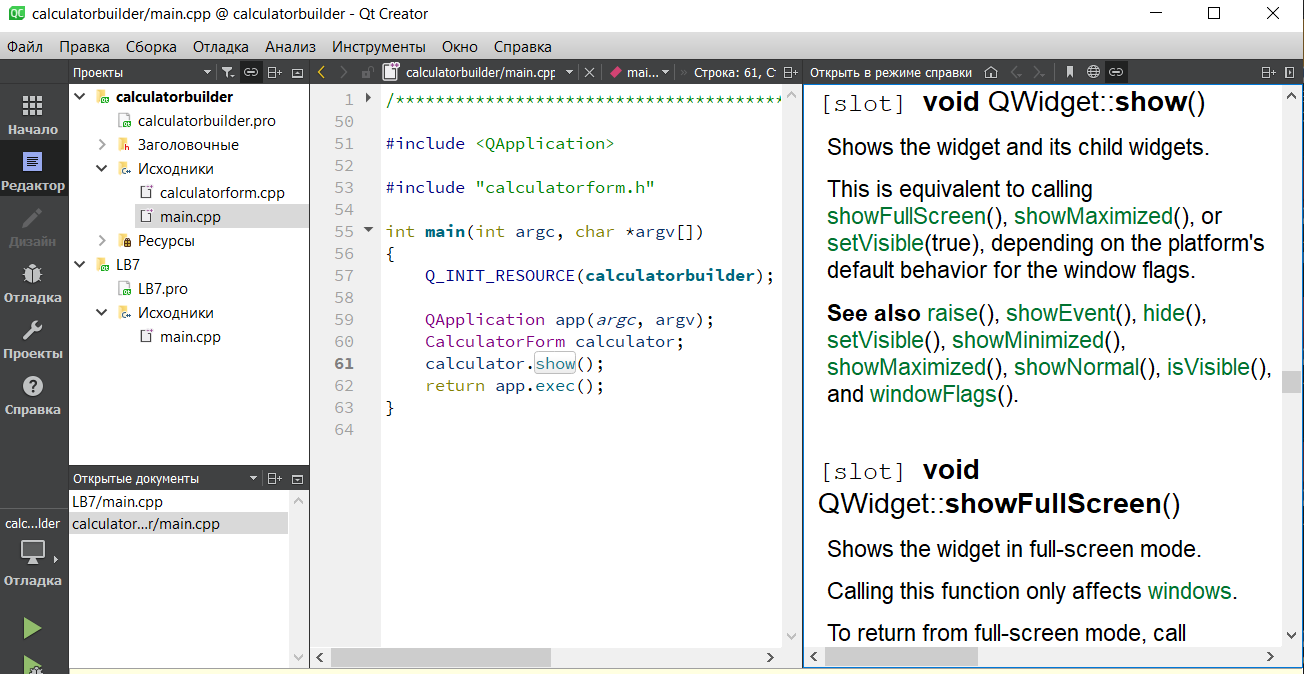 calculatorbuilder/main.cpp @ calculatorbuilder - Qt Creator
Файл Правка Сборка Отладка Анализ Инструменты Окно Справка
Проекты
calculatorbuilder/main.cpp
mai...
Строка: 61, С
Открыть в режиме справки
Начало
Редактор
Дизайн
Отладка
Проекты
Справка
calc...lder
Отладка
calculatorbuilder
calculatorbuilder.pro
Заголовочные
Исходники
calculatorform.cpp
main.cpp
Ресурсы
LB7
LB7.pro
Исходники
main.cpp
Открытые документы
LB7/main.cpp
calculator...r/main.cpp
1 /***************************************
50
51 #include <QApplication>
52
53 #include "calculatorform.h"
54
55 int main(int argc, char *argv[])
56 {
57 Q_INIT_RESOURCE(calculatorbuilder);
58
59 QApplication app(argc, argv);
60 CalculatorForm calculator;
61 calculator.show();
62 return app.exec();
63 }
64
[slot] void QWidget::show()
Shows the widget and its child widgets.
This is equivalent to calling
showFullScreen(), showMaximized(), or
setVisible(true), depending on the platform's
default behavior for the window flags.
See also raise(), showEvent(), hide(),
setVisible(), showMinimized(),
showMaximized(), showNormal(), isVisible(),
and windowFlags().
[slot] void
QWidget::showFullScreen()
Shows the widget in full-screen mode.
Calling this function only affects windows.
To return from full-screen mode, call